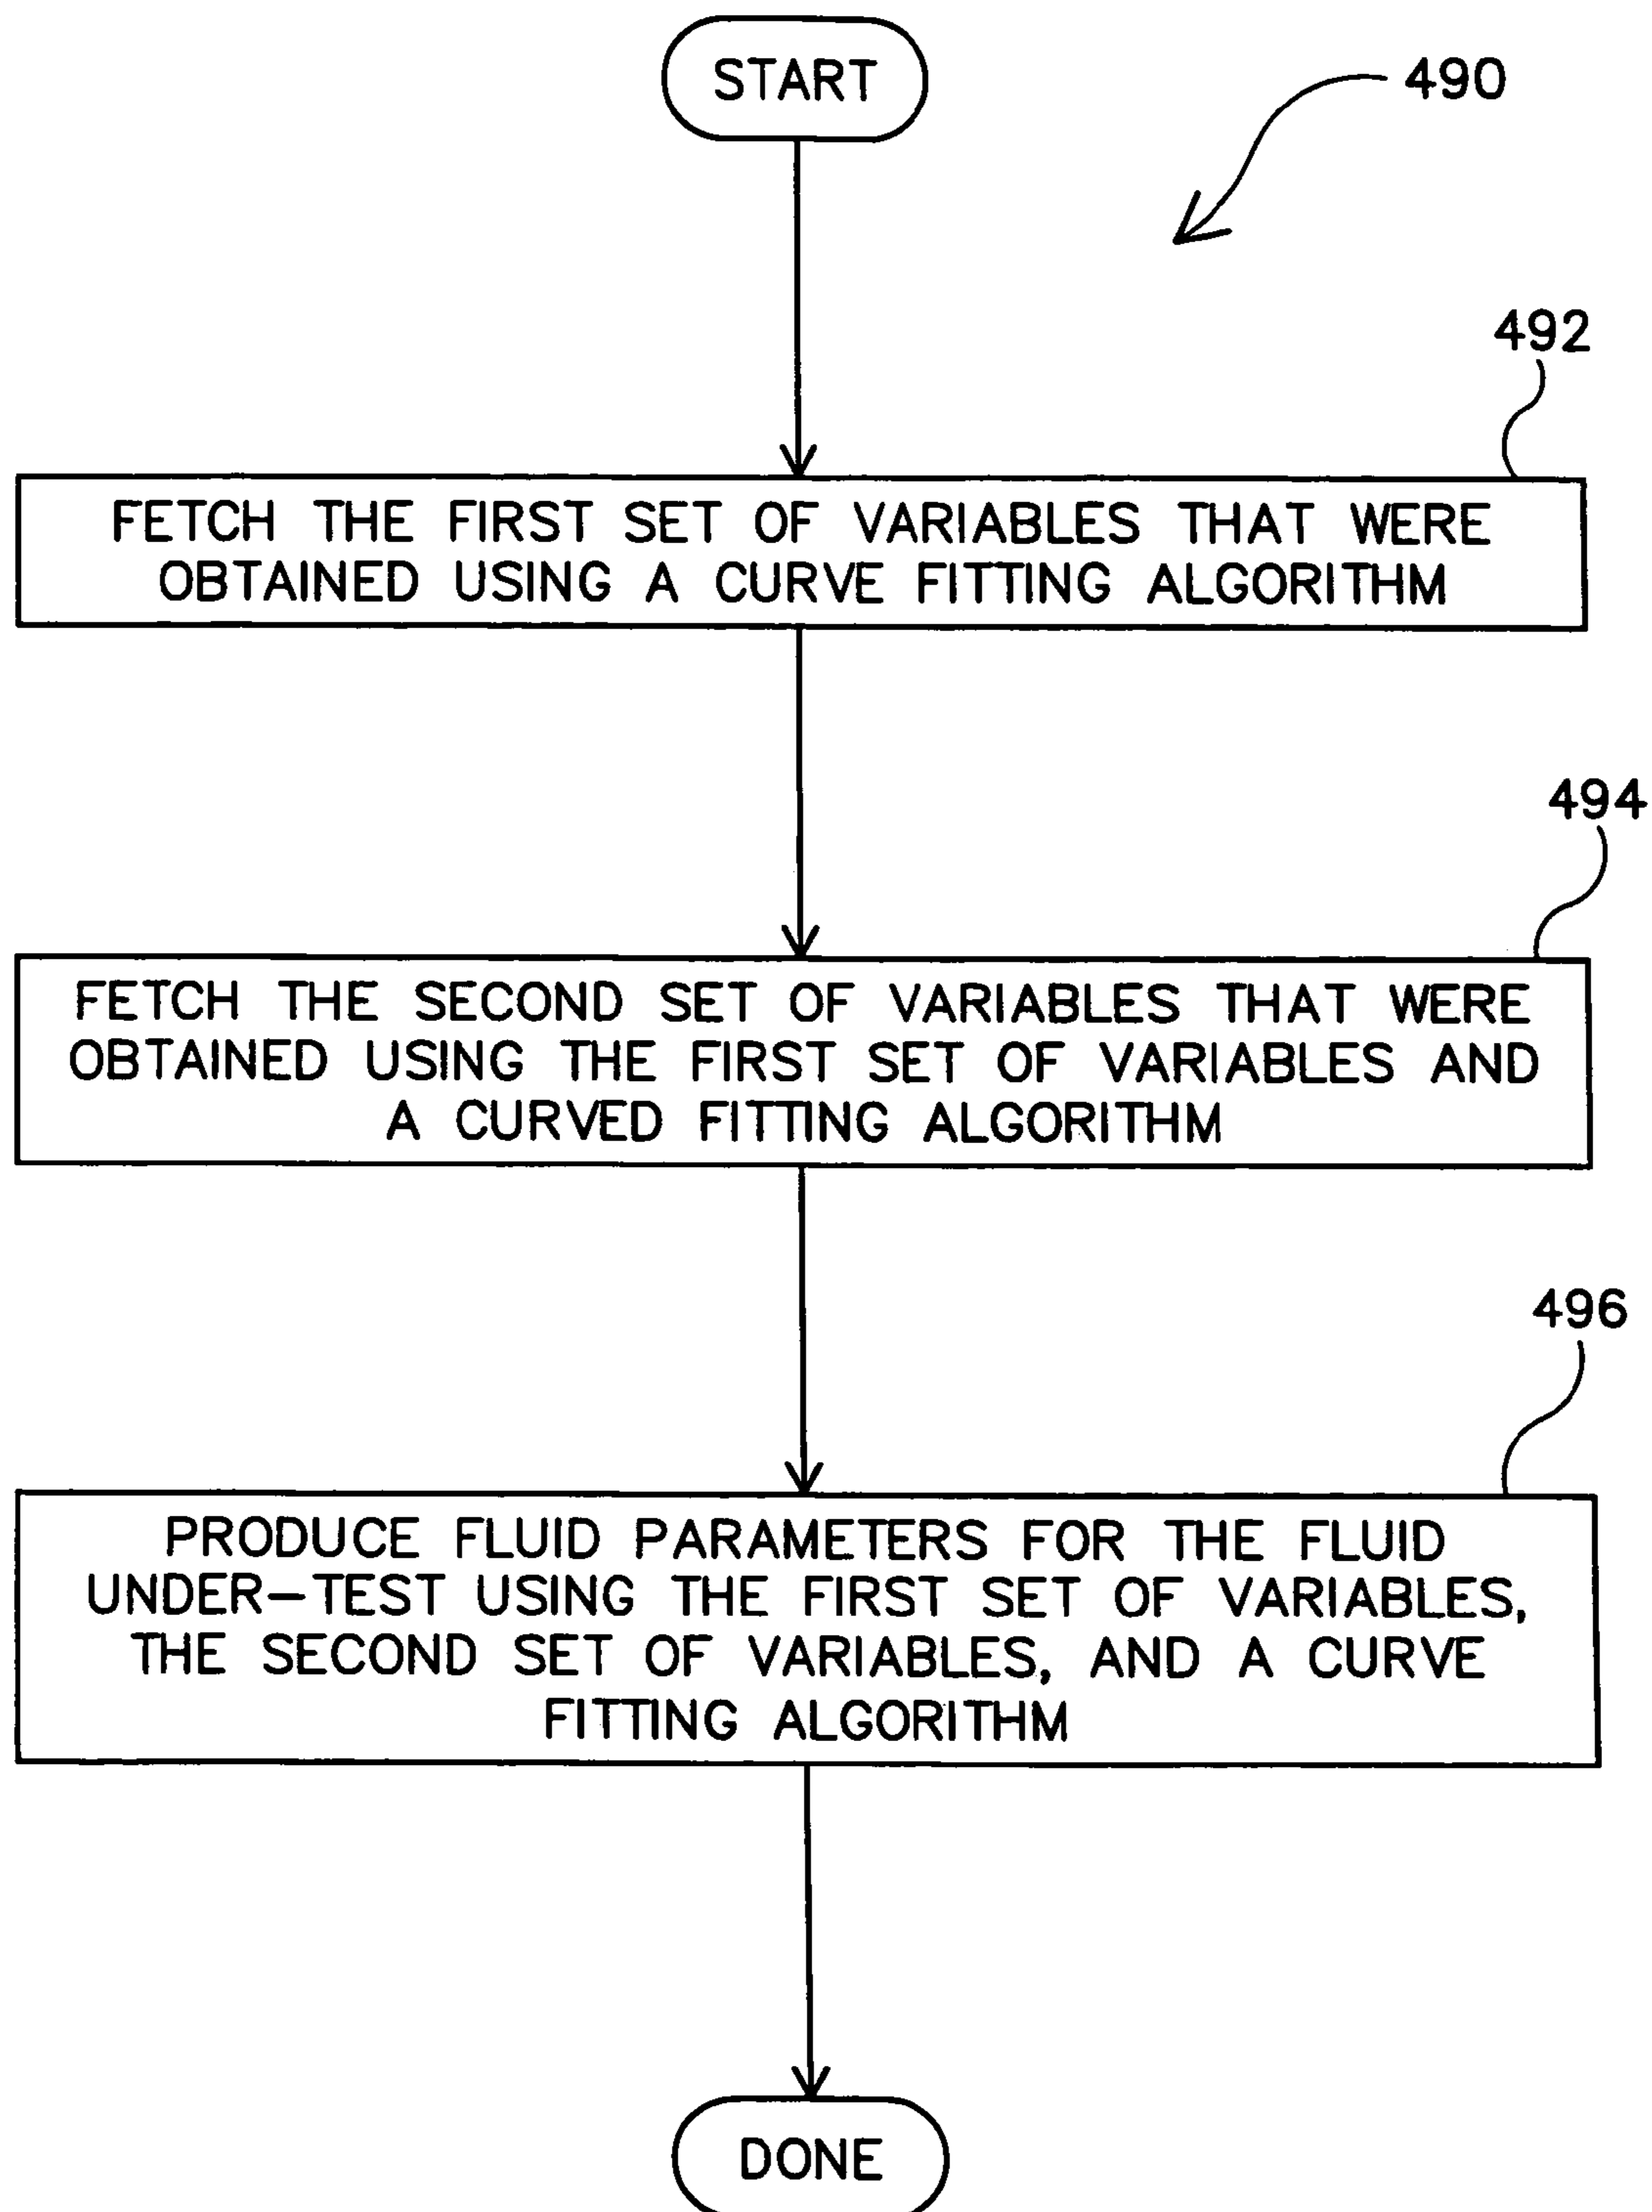 START
490
492
FETCH THE FIRST SET OF VARIABLES THAT WERE
OBTAINED USING A CURVE FITTING ALGORITHM
494
FETCH THE SECOND SET OF VARIABLES THAT WERE
OBTAINED USING THE FIRST SET OF VARIABLES AND
A CURVED FITTING ALGORITHM
496
PRODUCE FLUID PARAMETERS FOR THE FLUID
UNDER-TEST USING THE FIRST SET OF VARIABLES,
THE SECOND SET OF VARIABLES, AND A CURVE
FITTING ALGORITHM
DONE